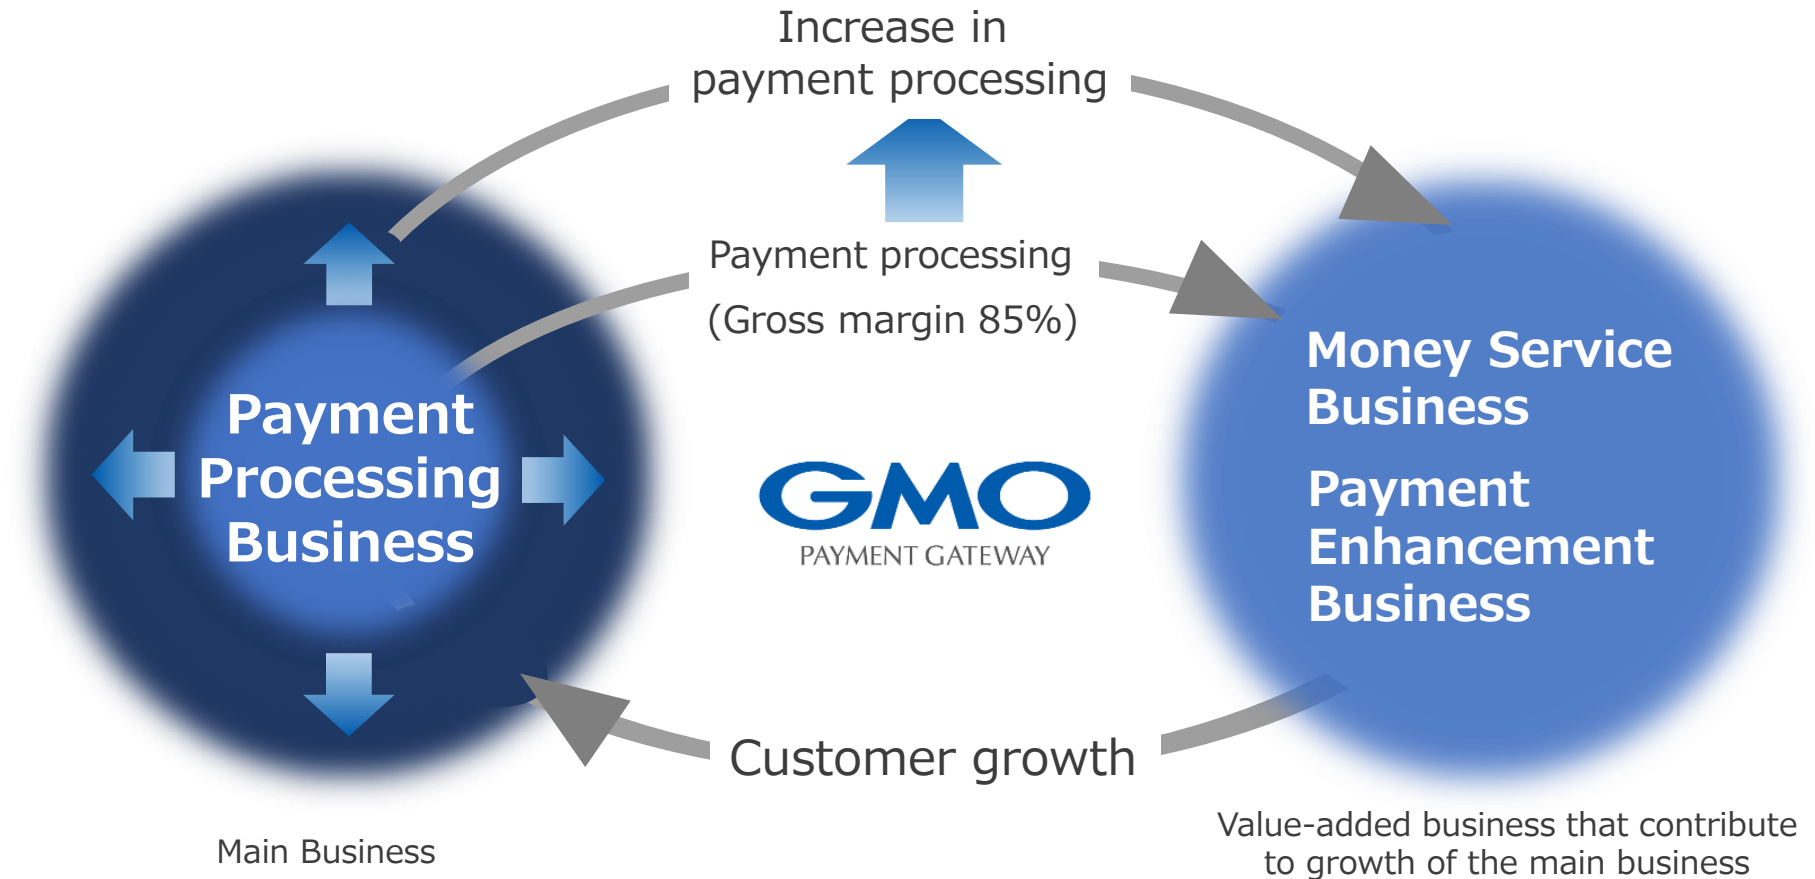 Increase in
payment processing
Payment processing
(Gross margin 85%)
Payment
Processing
Business
Money Service
Business
Payment
Enhancement
Business
GMO
PAYMENT GATEWAY
Customer growth
Main Business
Value-added business that contribute
to growth of the main business